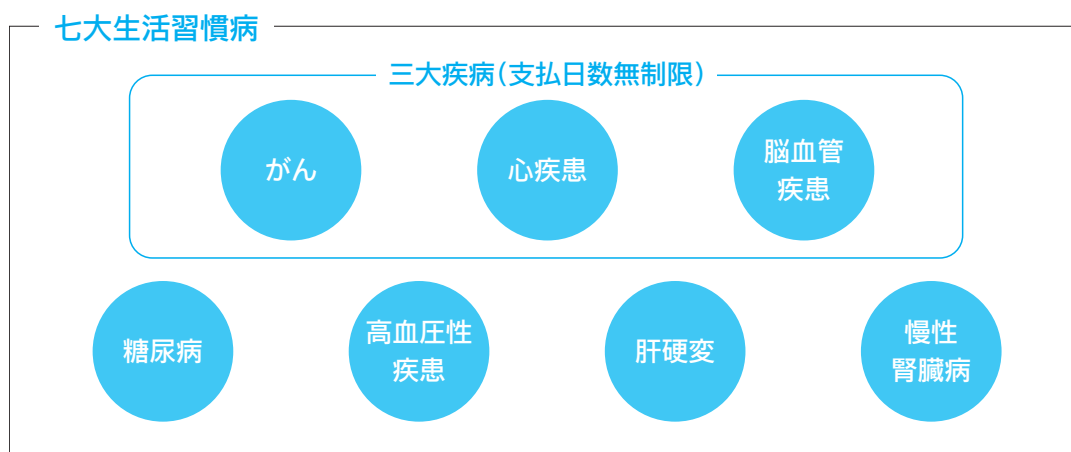 七大生活習慣病
三大疾病(支払日数無制限)
がん
心疾患
脳血管
疾患
糖尿病
高血圧性
疾患
肝硬変
慢性
腎臓病